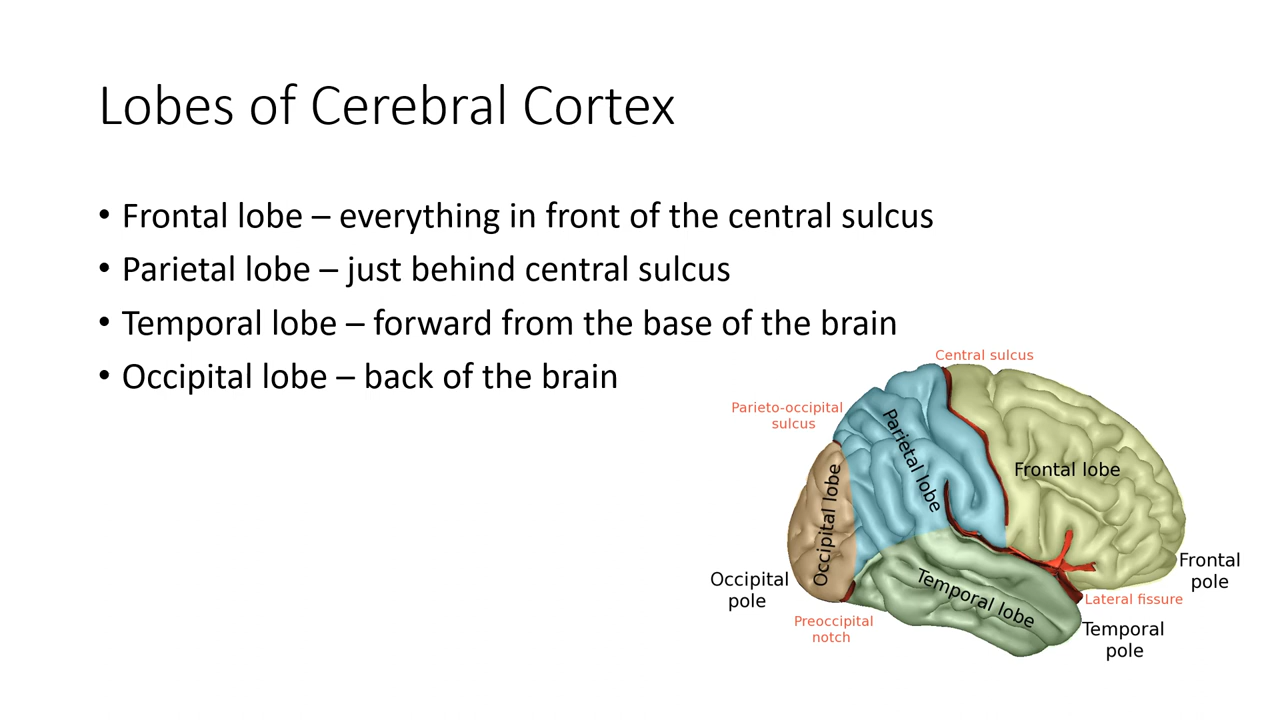 Lobes of Cerebral Cortex
• Frontal lobe – everything in front of the central sulcus
• Parietal lobe – just behind central sulcus
• Temporal lobe – forward from the base of the brain
• Occipital lobe – back of the brain
Central sulcus
Parieto-occipital
sulcus
Parietal lobe
Frontal lobe
Occipital lobe
Temporal lobe
Occipital
pole
Frontal
pole
Lateral fissure
Preoccipital
notch
Temporal
pole